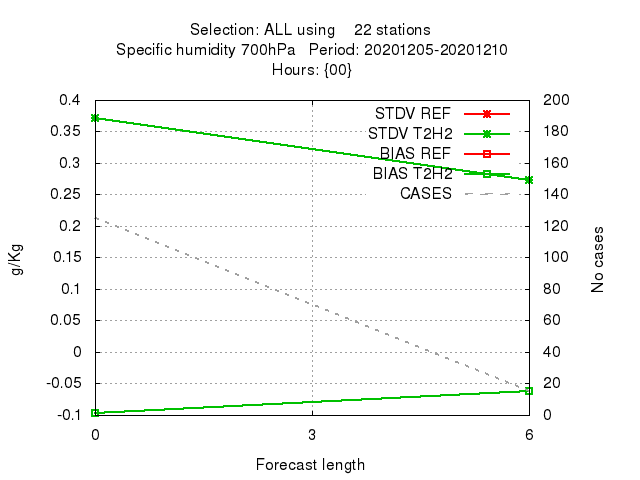 Selection: ALL using    22 stations
Specific humidity 700hPa   Period: 20201205-20201210
Hours: {00}
0.4
0.35
0.3
0.25
0.2
0.15
0.1
0.05
0
-0.05
-0.1
g/Kg
STDV REF
STDV T2H2
BIAS REF
BIAS T2H2
CASES
200
180
160
140
120
100
80
60
40
20
0
No cases
0 3 6
Forecast length